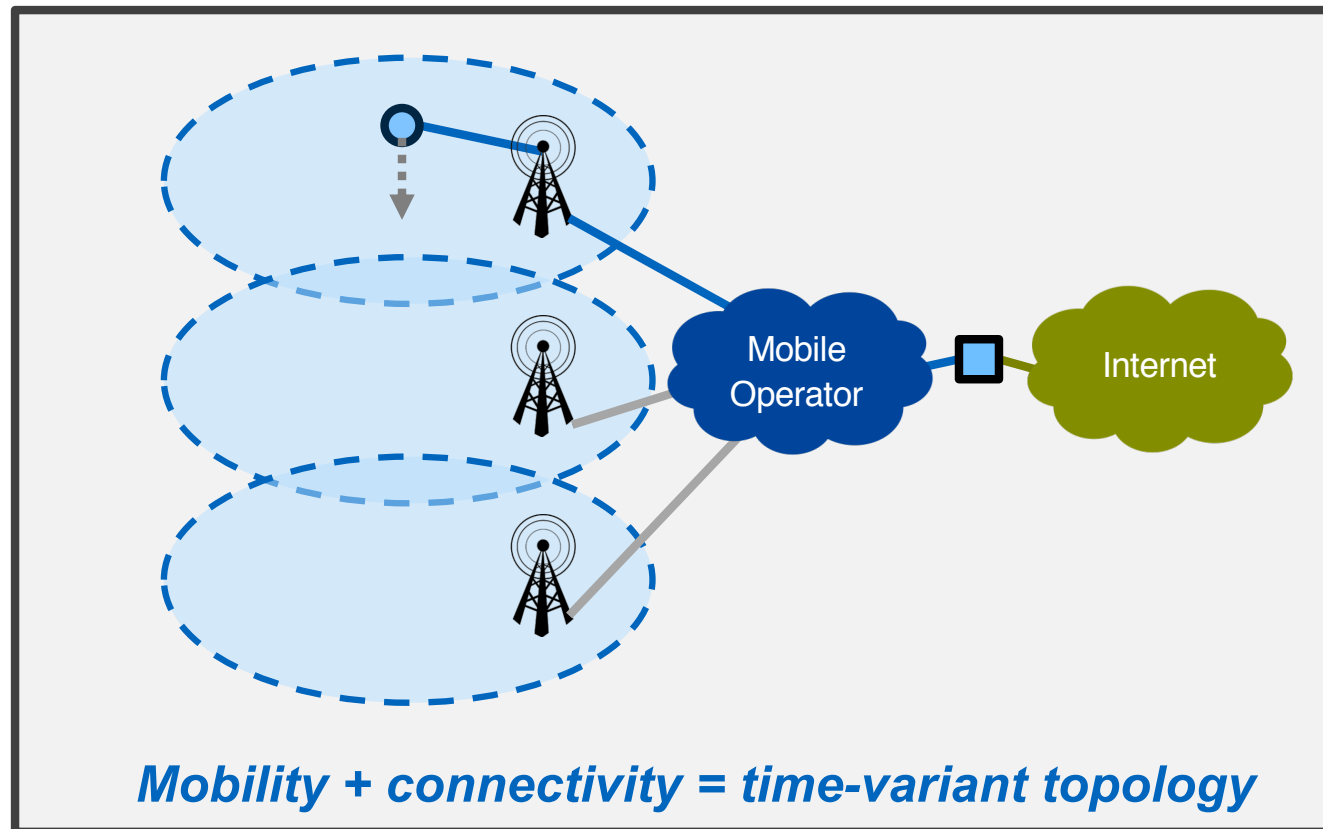 Mobile
Operator
Internet
Mobility + connectivity = time-variant topology